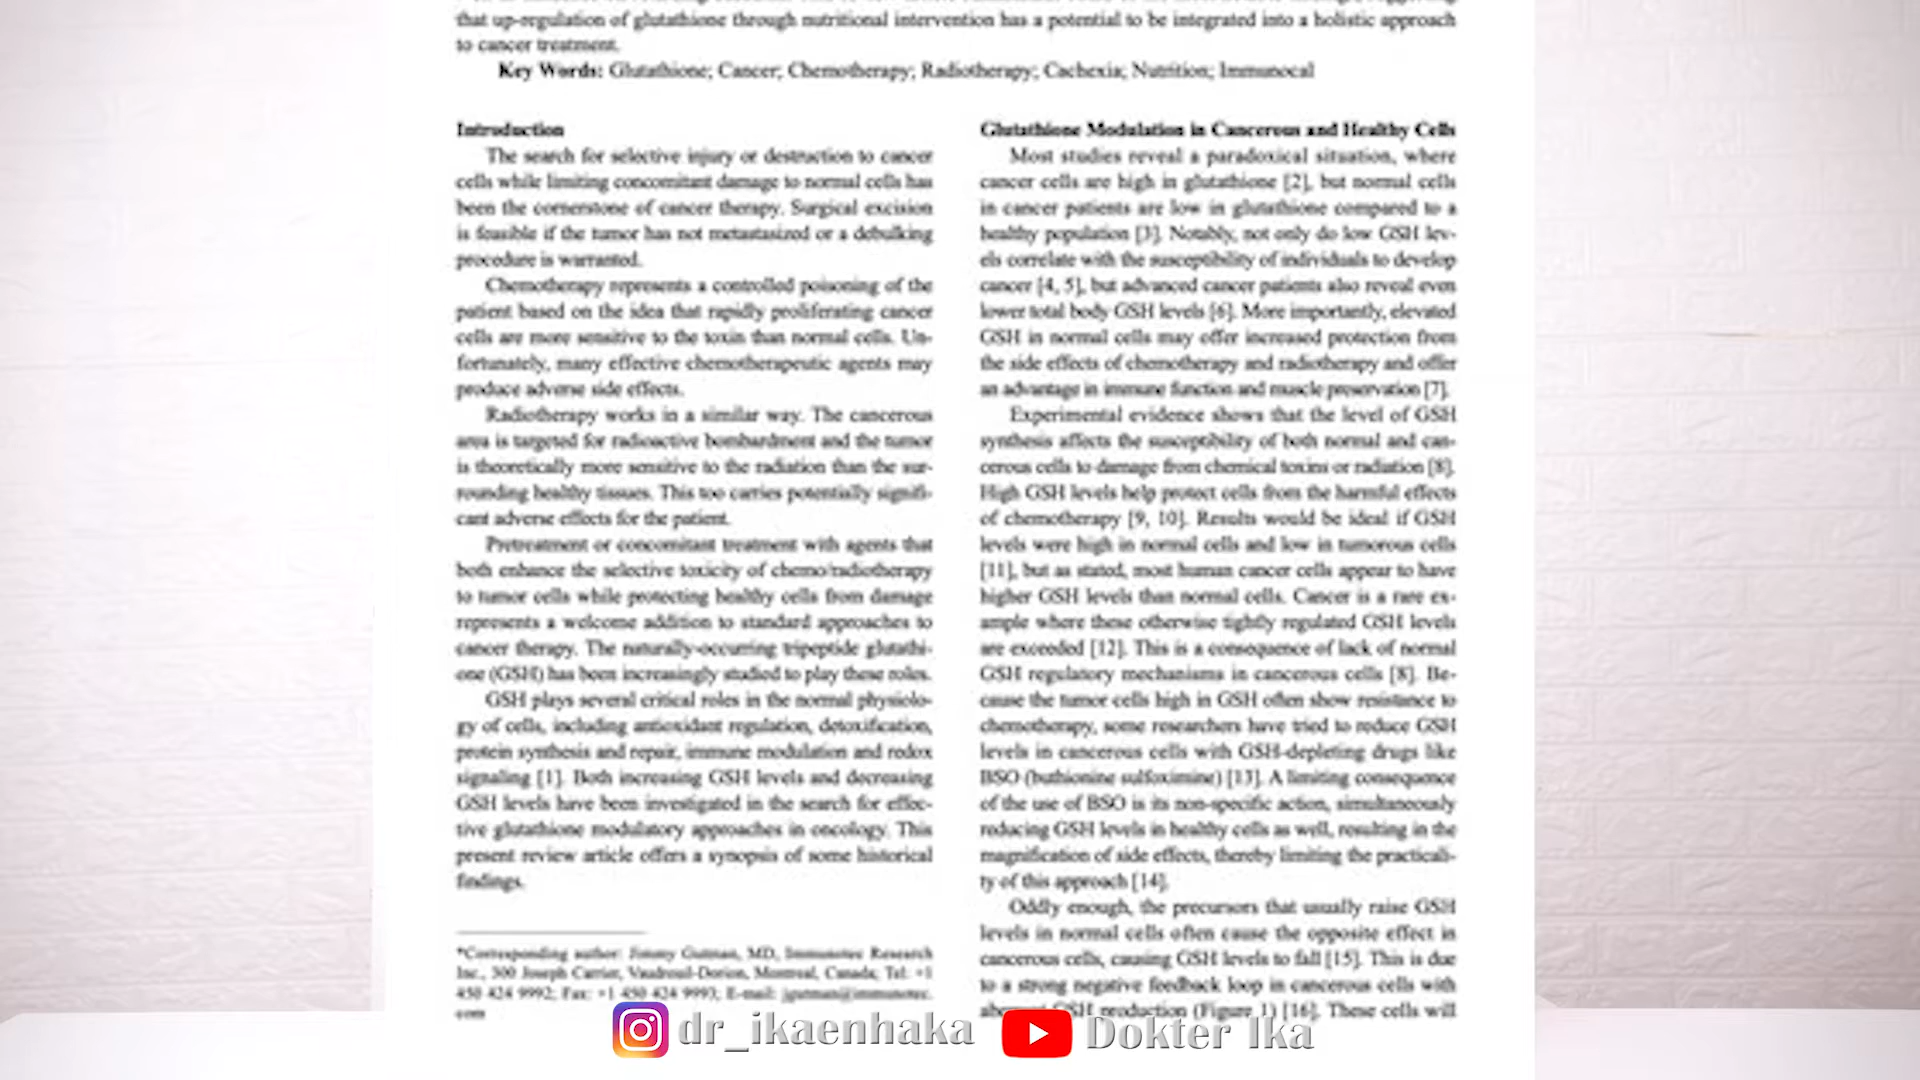 that up-regulation of glutathione through nutritional intervention has a potential to be integrated into a holistic approach
to cancer treatment.
Key Words: Glutathione; Cancer; Chemotherapy; Radiotherapy; Cachexia; Nutrition; Immunocal
Introduction
The search for selective injury or destruction to cancer
cells while limiting concomitant damage to normal cells has
been the cornerstone of cancer therapy. Surgical excision
is feasible if the tumor has not metastasized or a debulking
procedure is warranted.
Chemotherapy represents a controlled poisoning of the
patient based on the idea that rapidly proliferating cancer
cells are more sensitive to the toxin than normal cells. Un-
fortunately, many effective chemotherapeutic agents may
produce adverse side effects.
Radiotherapy works in a similar way. The cancerous
area is targeted for radioactive bombardment and the tumor
is theoretically more sensitive to the radiation than the sur-
rounding healthy tissues. This too carries potentially signifi-
cant adverse effects for the patient.
Pretreatment or concomitant treatment with agents that
both enhance the selective toxicity of chemo/radiotherapy
to tumor cells while protecting healthy cells from damage
represents a welcome addition to standard approaches to
cancer therapy. The naturally-occurring tripeptide glutathi-
one (GSH) has been increasingly studied to play these roles.
GSH plays several critical roles in the normal physiolo-
gy of cells, including antioxidant regulation, detoxification,
protein synthesis and repair, immune modulation and redox
signaling [1]. Both increasing GSH levels and decreasing
GSH levels have been investigated in the search for effec-
tive glutathione modulatory approaches in oncology. This
present review article offers a synopsis of some historical
findings.
*Corresponding author: Jimmy Gutman, MD, Immunotec Research
Inc., 300 Joseph Carrier, Vaudreuil-Dorion, Montreal, Canada; Tel: +1
450 424 9992; Fax: +1 450 424 9993; E-mail: jgutman@immunotec.
com
Glutathione Modulation in Cancerous and Healthy Cells
Most studies reveal a paradoxical situation, where
cancer cells are high in glutathione [2], but normal cells
in cancer patients are low in glutathione compared to a
healthy population [3]. Notably, not only do low GSH lev-
els correlate with the susceptibility of individuals to develop
cancer [4, 5], but advanced cancer patients also reveal even
lower total body GSH levels [6]. More importantly, elevated
GSH in normal cells may offer increased protection from
the side effects of chemotherapy and radiotherapy and offer
an advantage in immune function and muscle preservation [7].
Experimental evidence shows that the level of GSH
synthesis affects the susceptibility of both normal and can-
cerous cells to damage from chemical toxins or radiation [8].
High GSH levels help protect cells from the harmful effects
of chemotherapy [9, 10]. Results would be ideal if GSH
levels were high in normal cells and low in tumorous cells
[11], but as stated, most human cancer cells appear to have
higher GSH levels than normal cells. Cancer is a rare ex-
ample where these otherwise tightly regulated GSH levels
are exceeded [12]. This is a consequence of lack of normal
GSH regulatory mechanisms in cancerous cells [8]. Be-
cause the tumor cells high in GSH often show resistance to
chemotherapy, some researchers have tried to reduce GSH
levels in cancerous cells with GSH-depleting drugs like
BSO (buthionine sulfoximine) [13]. A limiting consequence
of the use of BSO is its non-specific action, simultaneously
reducing GSH levels in healthy cells as well, resulting in the
magnification of side effects, thereby limiting the practicali-
ty of this approach [14].
Oddly enough, the precursors that usually raise GSH
levels in normal cells often cause the opposite effect in
cancerous cells, causing GSH levels to fall [15]. This is due
to a strong negative feedback loop in cancerous cells with
GSH production (Figure 1) [16]. These cells will
dr_ikaenhaka
Dokter Ika